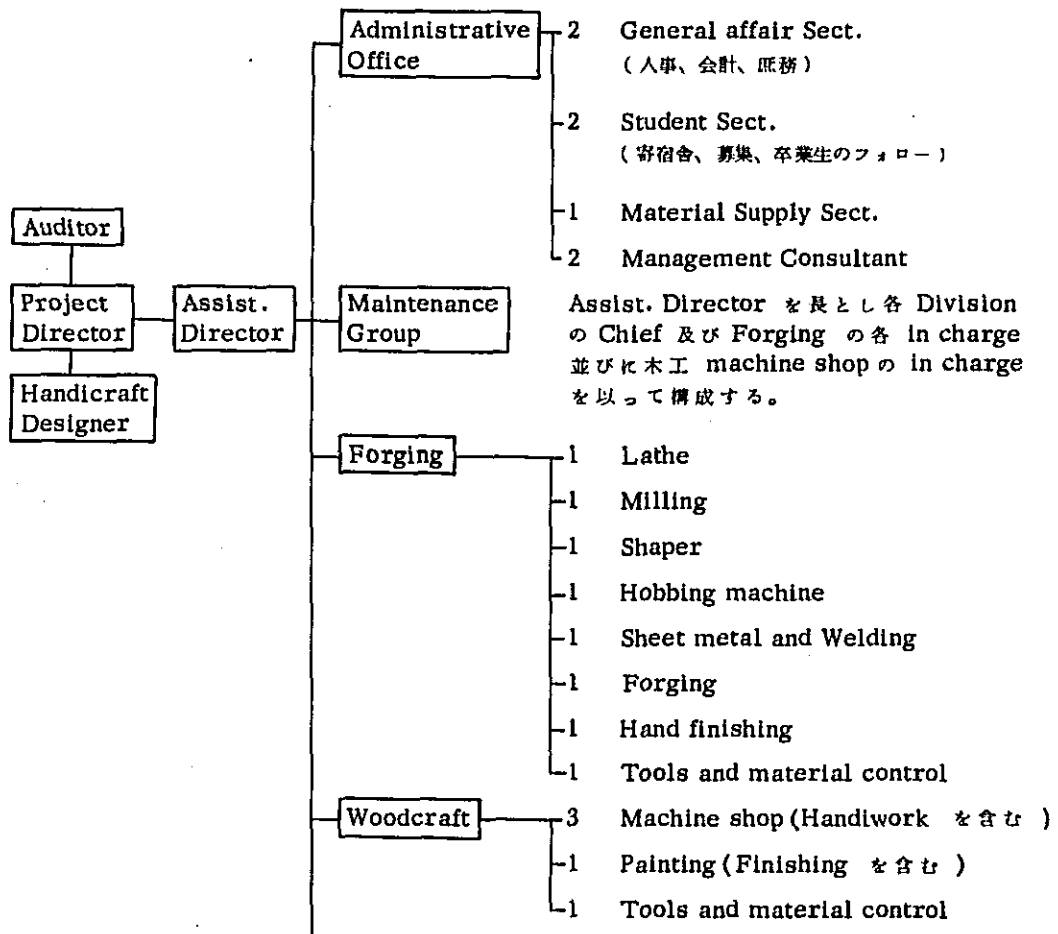 Administrative
Office
2 General affair Sect.
(人事、会計、庶務)
2 Student Sect.
(寄宿舎、募集、卒業生のフォロー)
1 Material Supply Sect.
2 Management Consultant
Auditor
Project
Director
Assist.
Director
Handicraft
Designer
Maintenance
Group
Assist. Director を長とし各 Division
の Chief 及び Forging の各 in charge
並びに木工 machine shop の in charge
を以って構成する。
Forging
1 Lathe
1 Milling
1 Shaper
1 Hobbing machine
1 Sheet metal and Welding
1 Forging
1 Hand finishing
1 Tools and material control
Woodcraft
3 Machine shop (Handiwork を含む)
1 Painting (Finishing を含む)
1 Tools and material control